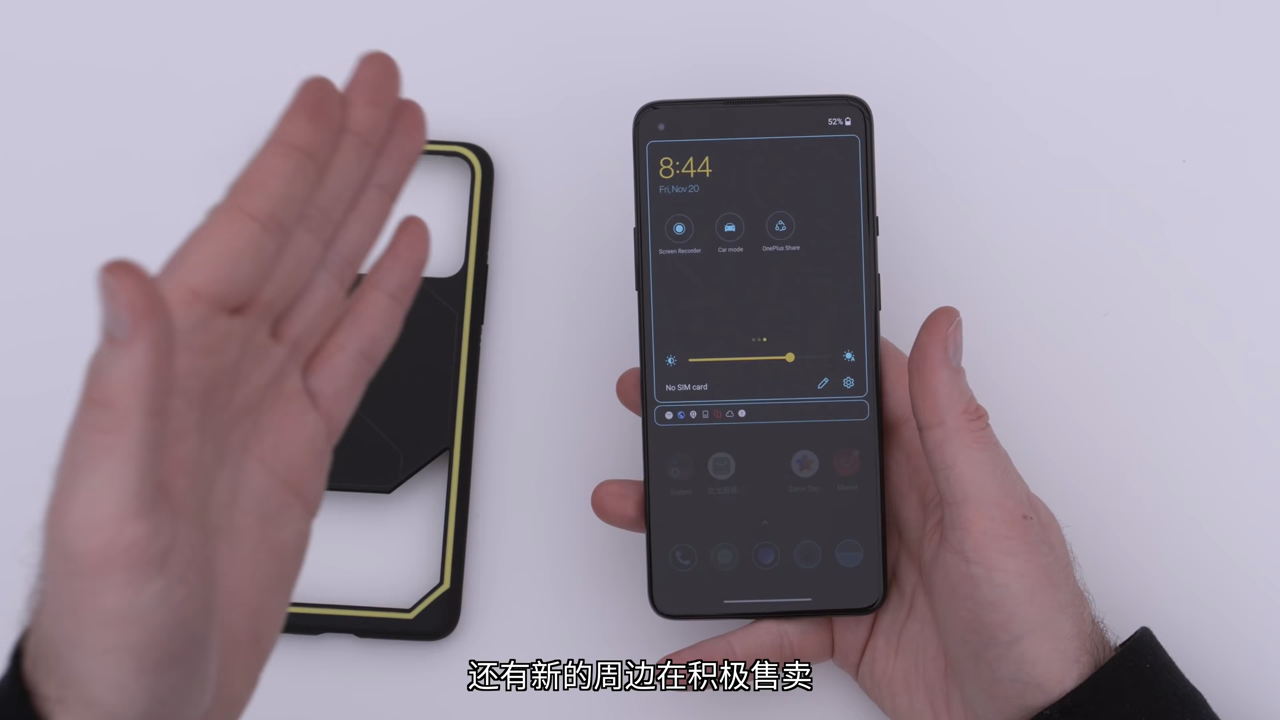 52%
8:44
Fri, Nov 20
Screen Recorder
Car mode
OnePlus Share
No SIM card
还有新的周边在积极售卖